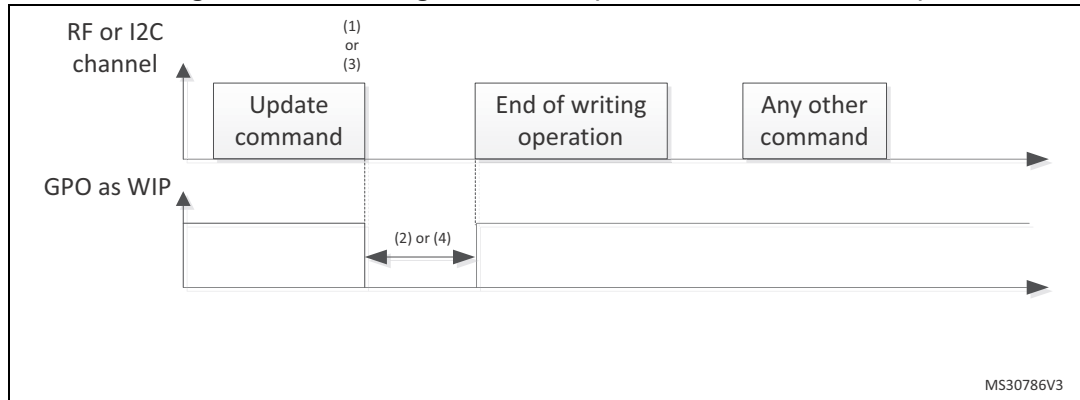 RF or I2C
channel
(1)
or
(3)
Update
command
End of writing
operation
Any other
command
GPO as WIP
(2) or (4)
MS30786V3